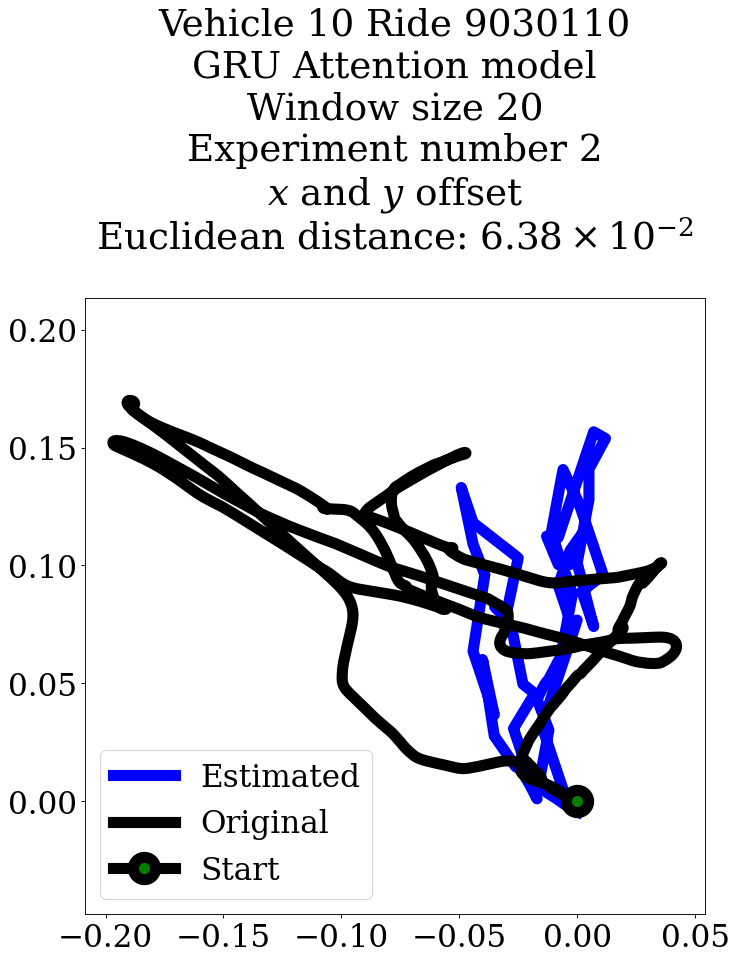 Vehicle 10 Ride 9030110
GRU Attention model
Window size 20
Experiment number 2
x and y offset
Euclidean distance: 6.38 × 10⁻²
0.20
0.15
0.10
0.05
0.00
Estimated
Original
Start
−0.20 −0.15 −0.10 −0.05 0.00 0.05